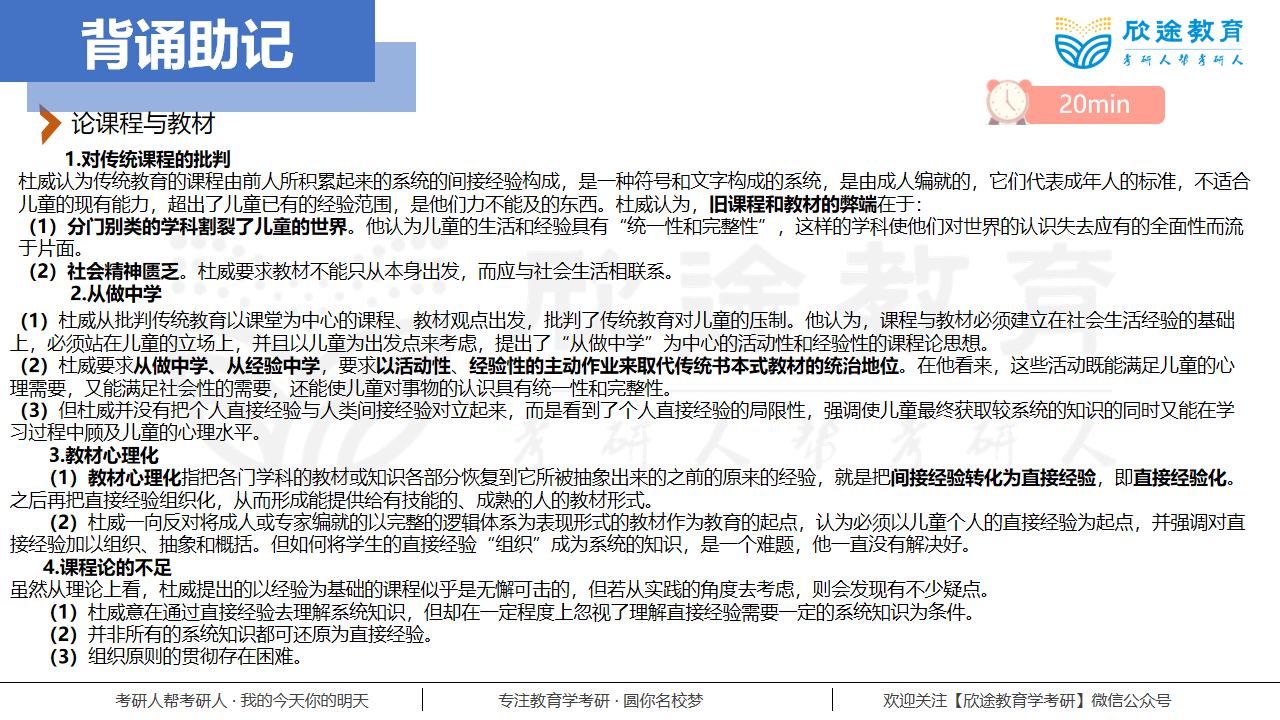 背诵助记
欣途教育
考研人帮考研人
20min
论课程与教材
1.对传统课程的批判
杜威认为传统教育的课程由前人所积累起来的系统的间接经验构成，是一种符号和文字构成的系统，是由成人编就的，它们代表成年人的标准，不适合
儿童的现有能力，超出了儿童已有的经验范围，是他们力不能及的东西。杜威认为，旧课程和教材的弊端在于：
（1）分门别类的学科割裂了儿童的世界。他认为儿童的生活和经验具有“统一性和完整性”，这样的学科使他们对世界的认识失去应有的全面性而流
于片面。
（2）社会精神匮乏。杜威要求教材不能只从本身出发，而应与社会生活相联系。
2.从做中学
（1）杜威从批判传统教育以课堂为中心的课程、教材观点出发，批判了传统教育对儿童的压制。他认为，课程与教材必须建立在社会生活经验的基础
上，必须站在儿童的立场上，并且以儿童为出发点来考虑，提出了“从做中学”为中心的活动性和经验性的课程论思想。
（2）杜威要求从做中学、从经验中学，要求以活动性、经验性的主动作业来取代传统书本式教材的统治地位。在他看来，这些活动既能满足儿童的心
理需要，又能满足社会性的需要，还能使儿童对事物的认识具有统一性和完整性。
（3）但杜威并没有把个人直接经验与人类间接经验对立起来，而是看到了个人直接经验的局限性，强调使儿童最终获取较系统的知识的同时又能在学
习过程中顾及儿童的心理水平。
3.教材心理化
（1）教材心理化指把各门学科的教材或知识各部分恢复到它所被抽象出来的之前的原来的经验，就是把间接经验转化为直接经验，即直接经验化。
之后再把直接经验组织化，从而形成能提供给有技能的、成熟的人的教材形式。
（2）杜威一向反对将成人或专家编就的以完整的逻辑体系为表现形式的教材作为教育的起点，认为必须以儿童个人的直接经验为起点，并强调对直
接经验加以组织、抽象和概括。但如何将学生的直接经验“组织”成为系统的知识，是一个难题，他一直没有解决好。
4.课程论的不足
虽然从理论上看，杜威提出的以经验为基础的课程似乎是无懈可击的，但若从实践的角度去考虑，则会发现有不少疑点。
（1）杜威意在通过直接经验去理解系统知识，但却在一定程度上忽视了理解直接经验需要一定的系统知识为条件。
（2）并非所有的系统知识都可还原为直接经验。
（3）组织原则的贯彻存在困难。
欣途教育
考研人帮考研人
考研人帮考研人 · 我的今天你的明天
专注教育学考研 · 圆你名校梦
欢迎关注【欣途教育学考研】微信公众号